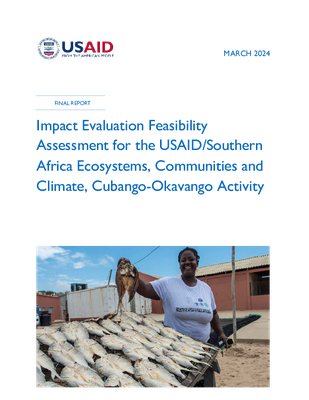 USAID
FROM THE AMERICAN PEOPLE
MARCH 2024
FINAL REPORT
Impact Evaluation Feasibility
Assessment for the USAID/Southern
Africa Ecosystems, Communities and
Climate, Cubango-Okavango Activity